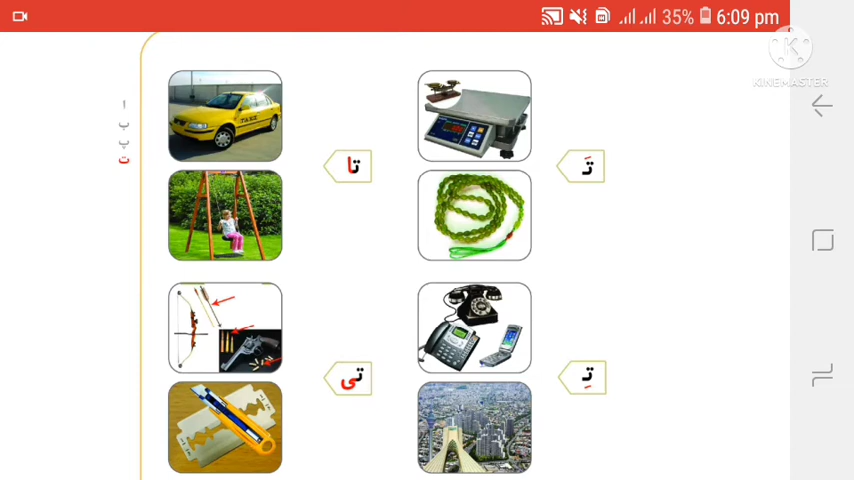 35% 6:09 pm
KINEMASTER
ا
ب
پ
ت
تَ
تا
TAXI
تِ
تی